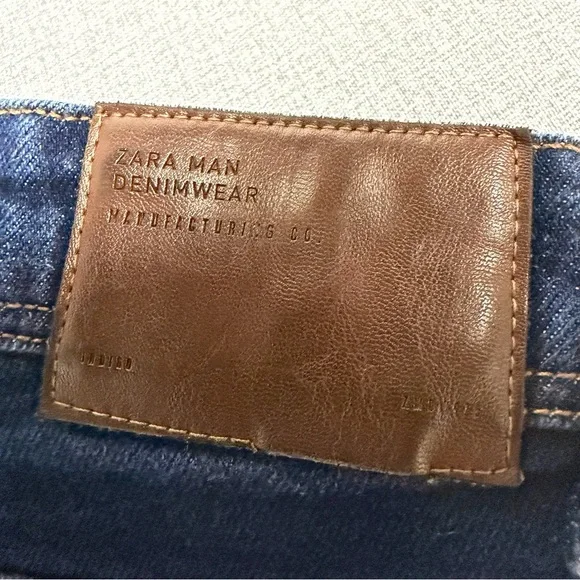 ZARA MAN
DENIMWEAR
MANUFACTURING CO.
INDIGO